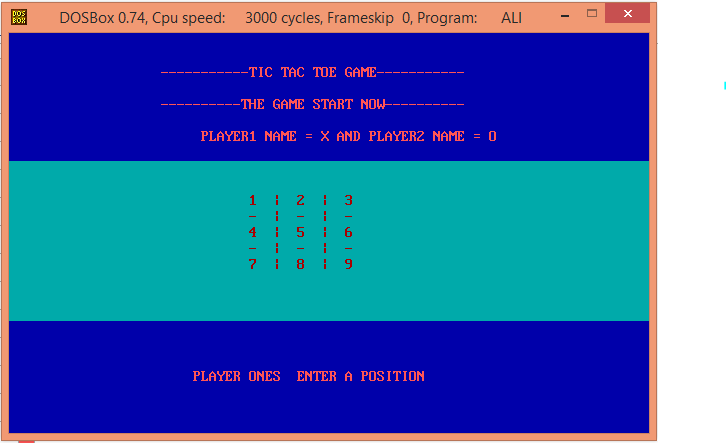 DOSBox 0.74, Cpu speed: 3000 cycles, Frameskip 0, Program: ALI
-----------TIC TAC TOE GAME-----------
----------THE GAME START NOW----------
PLAYER1 NAME = X AND PLAYER2 NAME = O
1 ¦ 2 ¦ 3
- ¦ - ¦ -
4 ¦ 5 ¦ 6
- ¦ - ¦ -
7 ¦ 8 ¦ 9
PLAYER ONES  ENTER A POSITION